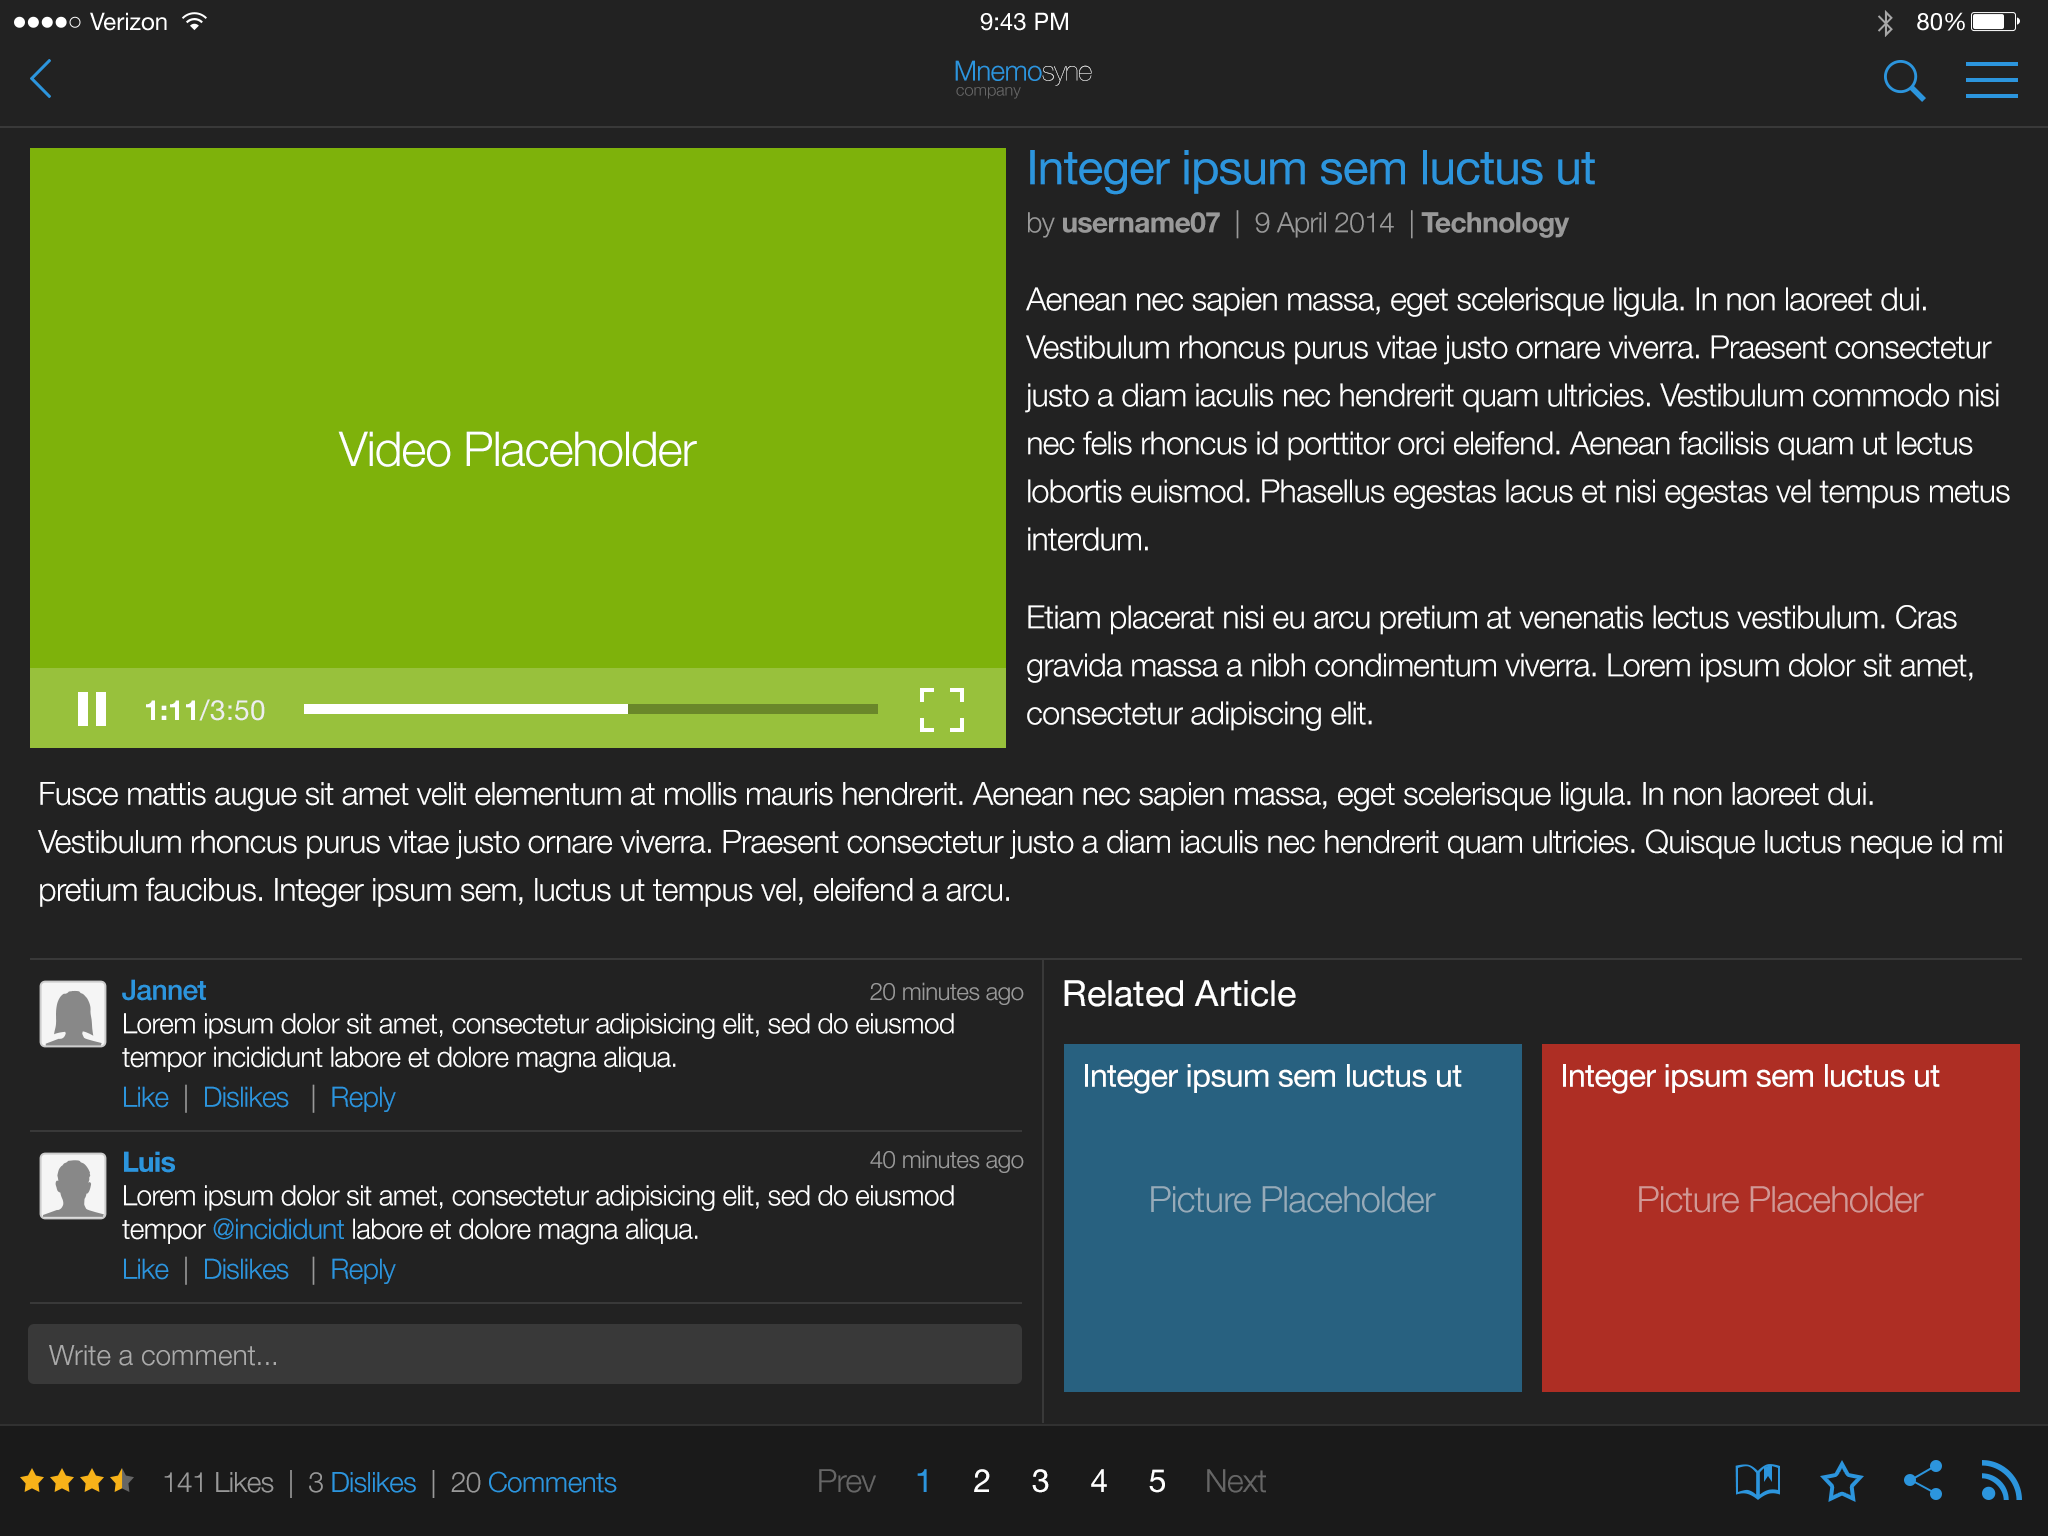 Verizon 9:43 PM 80%
Mnemosyne
company
Integer ipsum sem luctus ut
by username07 | 9 April 2014 | Technology
Aenean nec sapien massa, eget scelerisque ligula. In non laoreet dui.
Vestibulum rhoncus purus vitae justo ornare viverra. Praesent consectetur
justo a diam iaculis nec hendrerit quam ultricies. Vestibulum commodo nisi
nec felis rhoncus id porttitor orci eleifend. Aenean facilisis quam ut lectus
lobortis euismod. Phasellus egestas lacus et nisi egestas vel tempus metus
interdum.
Etiam placerat nisi eu arcu pretium at venenatis lectus vestibulum. Cras
gravida massa a nibh condimentum viverra. Lorem ipsum dolor sit amet,
consectetur adipiscing elit.
Video Placeholder
1:11/3:50
Fusce mattis augue sit amet velit elementum at mollis mauris hendrerit. Aenean nec sapien massa, eget scelerisque ligula. In non laoreet dui.
Vestibulum rhoncus purus vitae justo ornare viverra. Praesent consectetur justo a diam iaculis nec hendrerit quam ultricies. Quisque luctus neque id mi
pretium faucibus. Integer ipsum sem, luctus ut tempus vel, eleifend a arcu.
Jannet 20 minutes ago
Lorem ipsum dolor sit amet, consectetur adipisicing elit, sed do eiusmod
tempor incididunt labore et dolore magna aliqua.
Like | Dislikes | Reply
Luis 40 minutes ago
Lorem ipsum dolor sit amet, consectetur adipisicing elit, sed do eiusmod
tempor @incididunt labore et dolore magna aliqua.
Like | Dislikes | Reply
Write a comment...
Related Article
Integer ipsum sem luctus ut
Picture Placeholder
Integer ipsum sem luctus ut
Picture Placeholder
141 Likes | 3 Dislikes | 20 Comments
Prev 1 2 3 4 5 Next